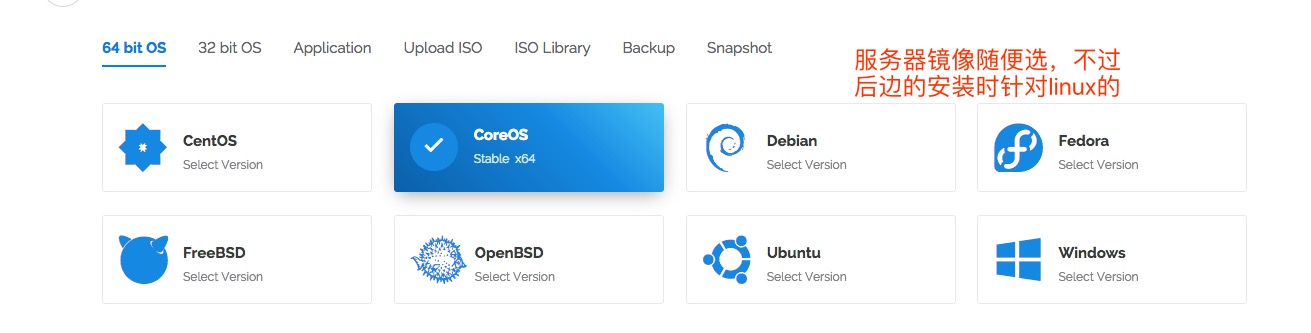 64 bit OS 32 bit OS Application Upload ISO ISO Library Backup Snapshot
服务器镜像随便选，不过
后边的安装时针对linux的
CentOS
Select Version
CoreOS
Stable x64
Debian
Select Version
Fedora
Select Version
FreeBSD
Select Version
OpenBSD
Select Version
Ubuntu
Select Version
Windows
Select Version